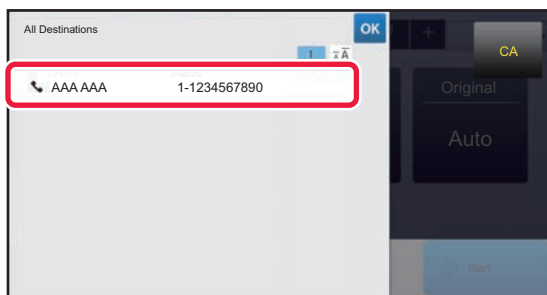 All Destinations
OK
CA
1
AAA AAA 1-1234567890
Original
Auto
Start